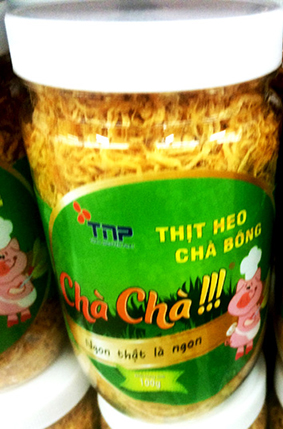 TNP
THỊT HEO
CHÀ BÔNG
Chà Chà!!!
Ngon thật là ngon
100g